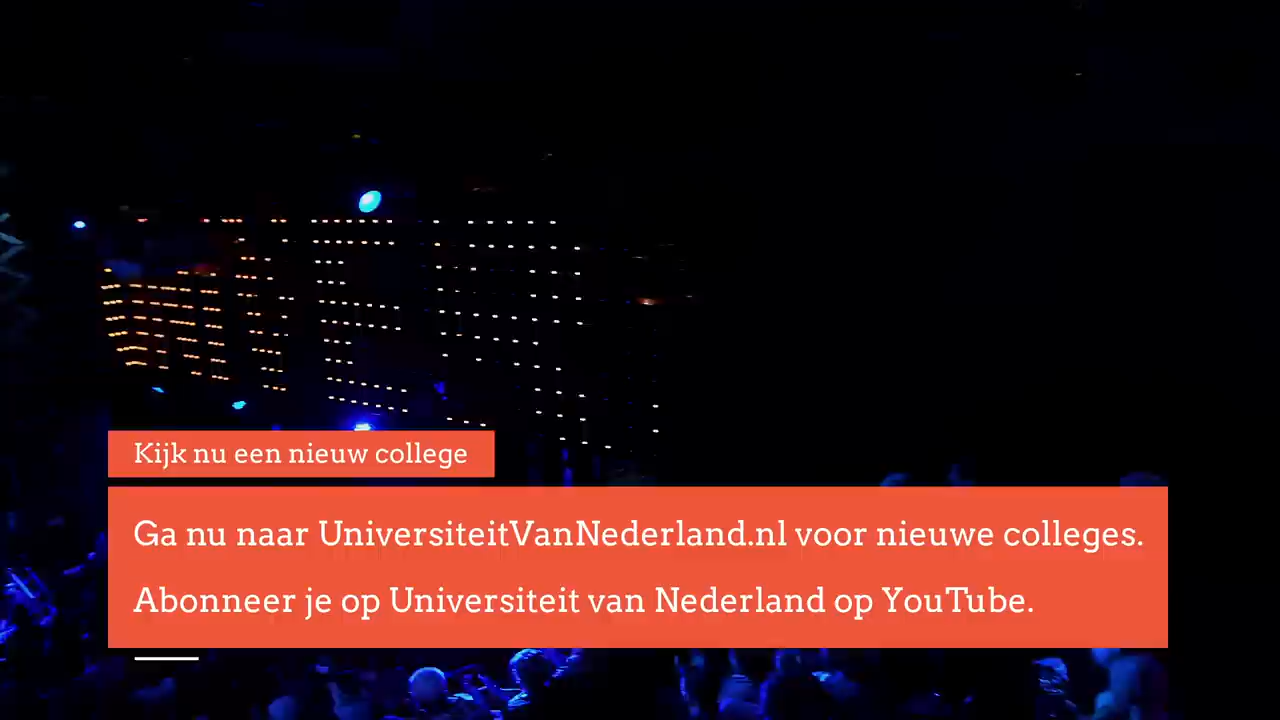 Kijk nu een nieuw college
Ga nu naar UniversiteitVanNederland.nl voor nieuwe colleges.
Abonneer je op Universiteit van Nederland op YouTube.